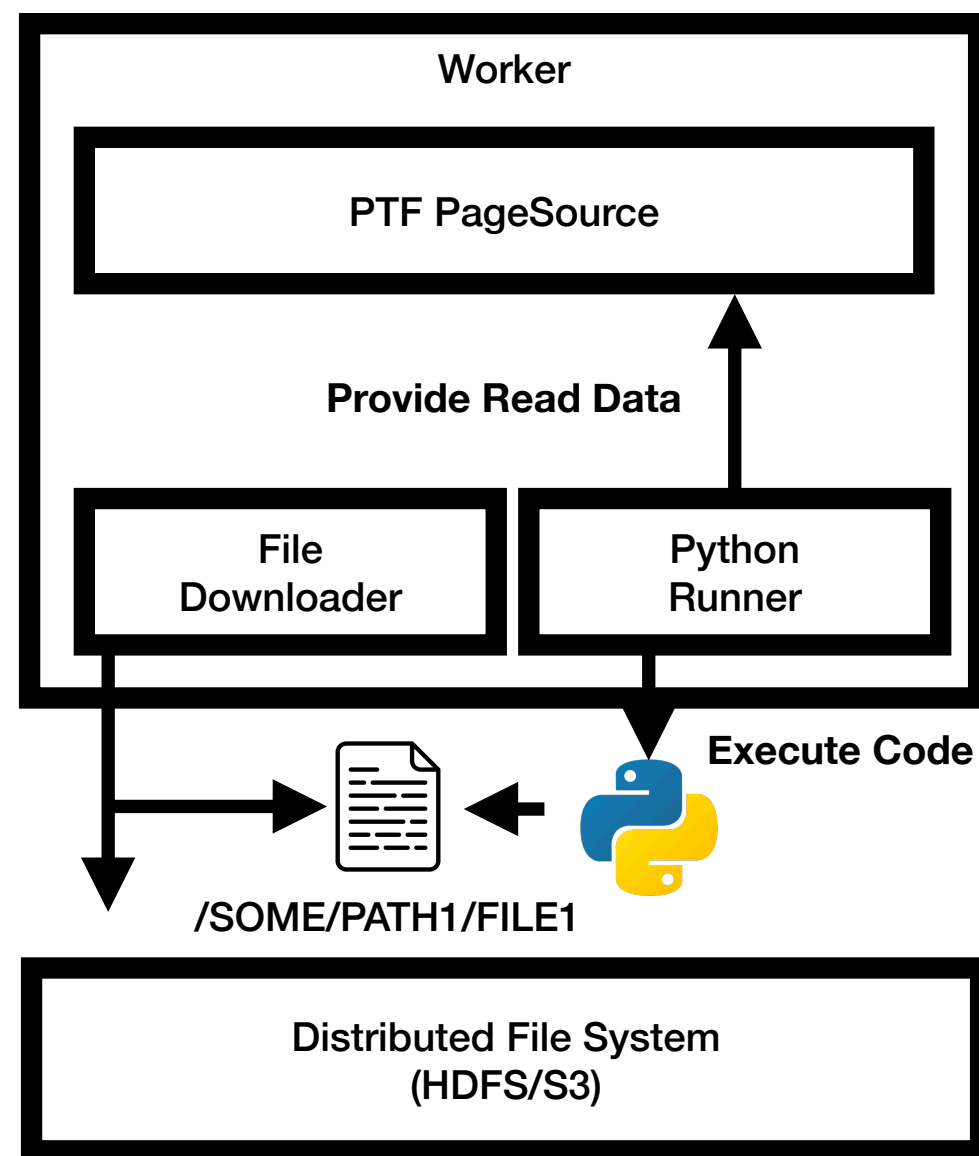 Worker
PTF PageSource
Provide Read Data
File
Downloader
Python
Runner
Execute Code
/SOME/PATH1/FILE1
Distributed File System
(HDFS/S3)